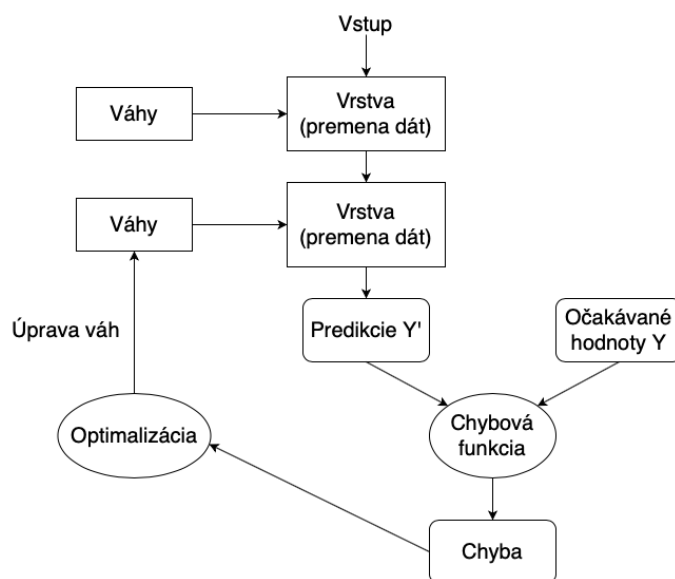 Vstup
Váhy
Vrstva
(premena dát)
Váhy
Vrstva
(premena dát)
Úprava váh
Predikcie Y'
Očakávané
hodnoty Y
Optimalizácia
Chybová
funkcia
Chyba